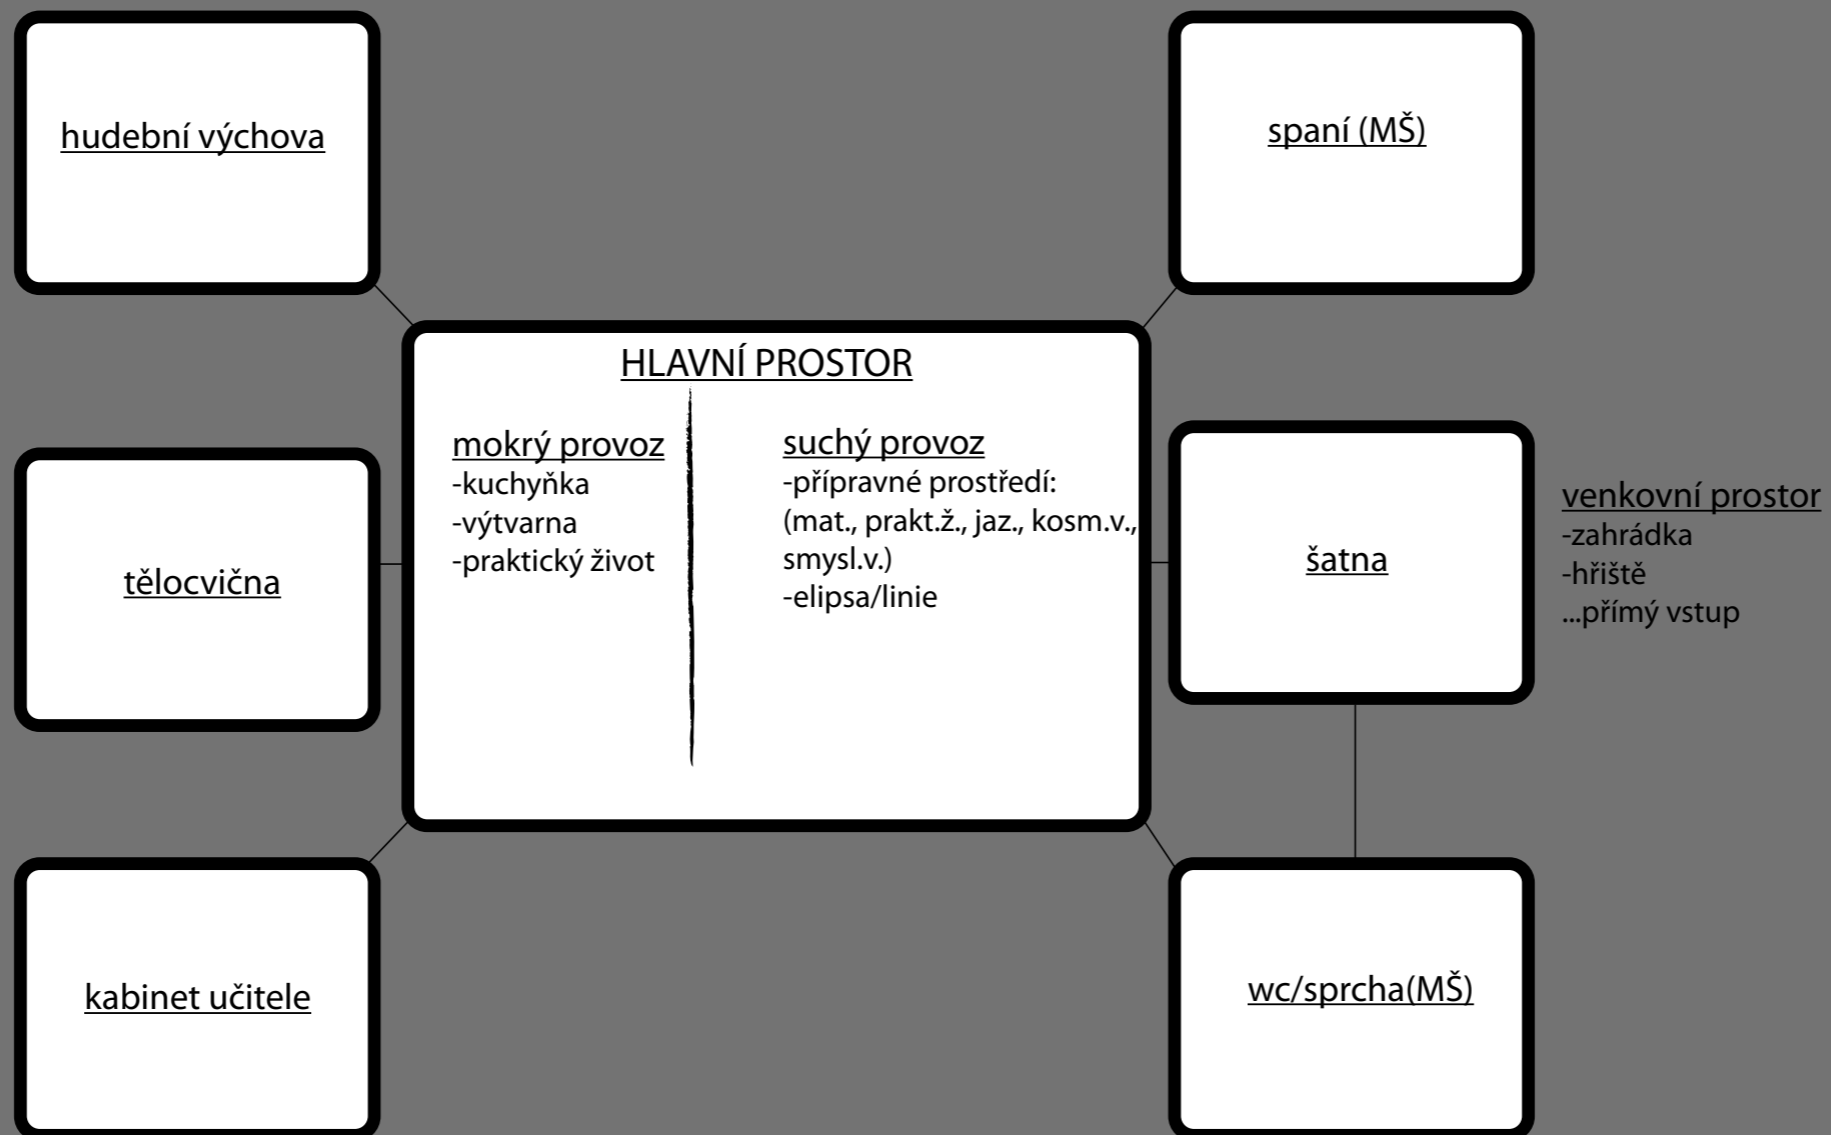 hudební výchova
spaní (MŠ)
HLAVNÍ PROSTOR
mokrý provoz
-kuchyňka
-výtvarna
-praktický život
suchý provoz
-přípravné prostředí:
(mat., prakt.ž., jaz., kosm.v.,
smysl.v.)
-elipsa/linie
tělocvična
šatna
venkovní prostor
-zahrádka
-hřiště
...přímý vstup
kabinet učitele
wc/sprcha(MŠ)